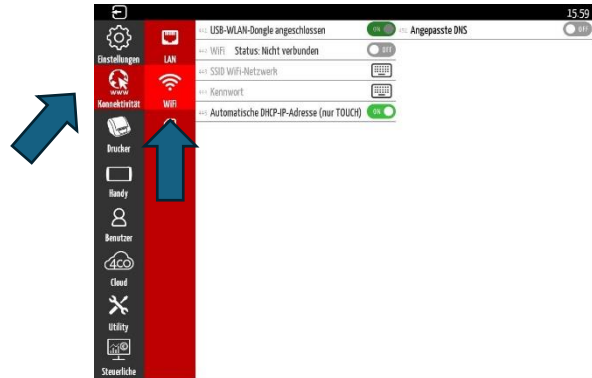 15.59
Einstellungen
WWW
Konnektivität
Drucker
Handy
Benutzer
4CO
Cloud
Utility
Steuerliche
LAN
WiFi
USB-WLAN-Dongle angeschlossen ON
WiFi Status: Nicht verbunden OFF
SSID WiFi-Netzwerk
Kennwort
Automatische DHCP-IP-Adresse (nur TOUCH) ON
Angepasste DNS OFF